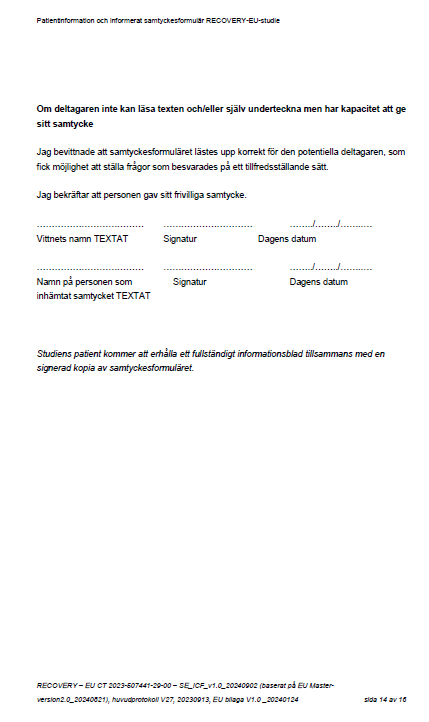 Patientinformation och informerat samtyckesformulär RECOVERY-EU-studie
Om deltagaren inte kan läsa texten och/eller själv underteckna men har kapacitet att ge
sitt samtycke
Jag bevittnade att samtyckesformuläret lästes upp korrekt för den potentiella deltagaren, som
fick möjlighet att ställa frågor som besvarades på ett tillfredsställande sätt.
Jag bekräftar att personen gav sitt frivilliga samtycke.
.................................... .............................. ......../......../...........
Vittnets namn TEXTAT Signatur Dagens datum
.................................... .............................. ......../......../...........
Namn på personen som Signatur Dagens datum
inhämtat samtycket TEXTAT
Studiens patient kommer att erhålla ett fullständigt informationsblad tillsammans med en
signerad kopia av samtyckesformuläret.
RECOVERY – EU CT 2023-507441-29-00 – SE_ICF_v1.0_20240902 (baserat på EU Master-
version2.0_20240821), huvudprotokoll V27, 20230913, EU bilaga V1.0 _20240124 sida 14 av 16